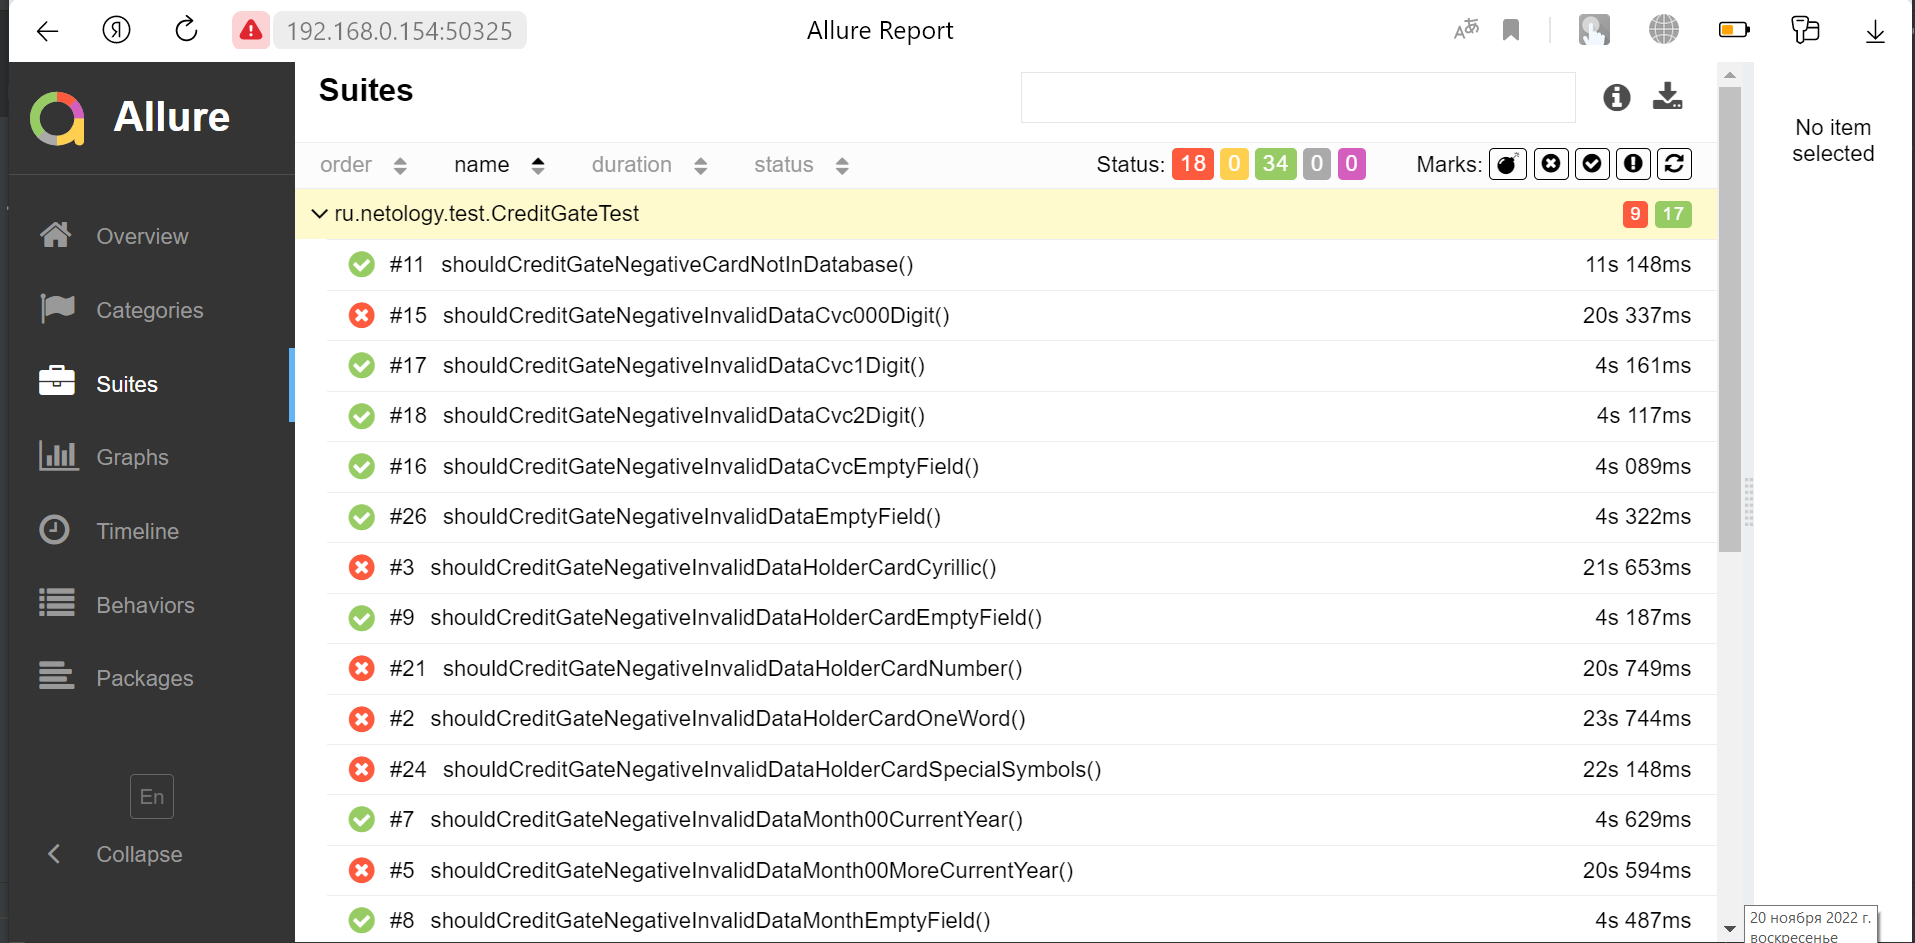 192.168.0.154:50325
Allure Report
Allure
Overview
Categories
Suites
Graphs
Timeline
Behaviors
Packages
En
Collapse
Suites
order name duration status Status: 18 0 34 0 0 Marks:
ru.netology.test.CreditGateTest 9 17
#11 shouldCreditGateNegativeCardNotInDatabase() 11s 148ms
#15 shouldCreditGateNegativeInvalidDataCvc000Digit() 20s 337ms
#17 shouldCreditGateNegativeInvalidDataCvc1Digit() 4s 161ms
#18 shouldCreditGateNegativeInvalidDataCvc2Digit() 4s 117ms
#16 shouldCreditGateNegativeInvalidDataCvcEmptyField() 4s 089ms
#26 shouldCreditGateNegativeInvalidDataEmptyField() 4s 322ms
#3 shouldCreditGateNegativeInvalidDataHolderCardCyrillic() 21s 653ms
#9 shouldCreditGateNegativeInvalidDataHolderCardEmptyField() 4s 187ms
#21 shouldCreditGateNegativeInvalidDataHolderCardNumber() 20s 749ms
#2 shouldCreditGateNegativeInvalidDataHolderCardOneWord() 23s 744ms
#24 shouldCreditGateNegativeInvalidDataHolderCardSpecialSymbols() 22s 148ms
#7 shouldCreditGateNegativeInvalidDataMonth00CurrentYear() 4s 629ms
#5 shouldCreditGateNegativeInvalidDataMonth00MoreCurrentYear() 20s 594ms
#8 shouldCreditGateNegativeInvalidDataMonthEmptyField() 4s 487ms
No item
selected
20 ноября 2022 г.
воскресенье